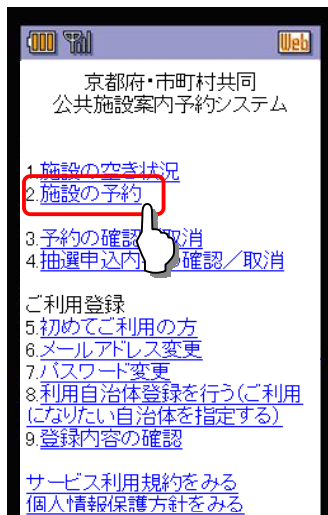 Web
京都府・市町村共同
公共施設案内予約システム
1.施設の空き状況
2.施設の予約
3.予約の確認／取消
4.抽選申込内の確認／取消
ご利用登録
5.初めてご利用の方
6.メールアドレス変更
7.パスワード変更
8.利用自治体登録を行う(ご利用
になりたい自治体を指定する)
9.登録内容の確認
サービス利用規約をみる
個人情報保護方針をみる